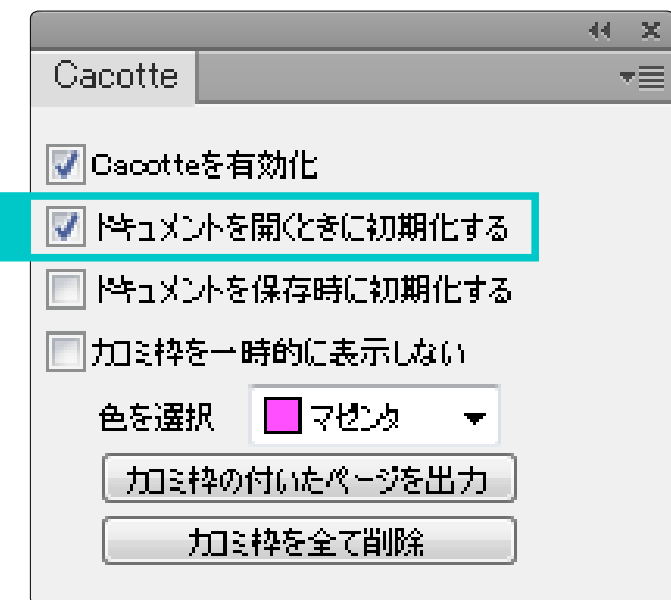 Cacotte
Cacotteを有効化
ドキュメントを開くときに初期化する
ドキュメントを保存時に初期化する
カコミ枠を一時的に表示しない
色を選択 マゼンタ
カコミ枠の付いたページを出力
カコミ枠を全て削除